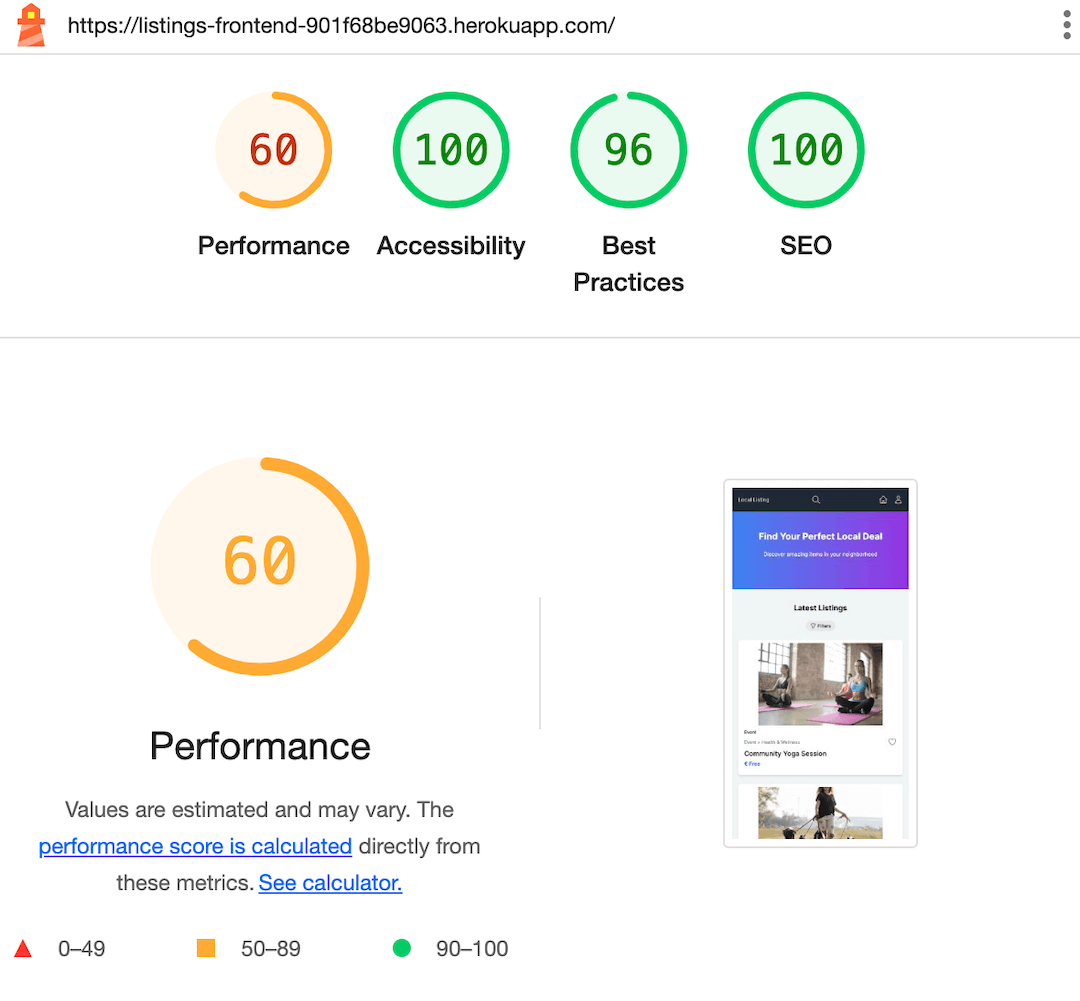 https://listings-frontend-901f68be9063.herokuapp.com/
60
100
96
100
Performance
Accessibility
Best
Practices
SEO
60
Performance
Values are estimated and may vary. The
performance score is calculated directly from
these metrics. See calculator.
0–49
50–89
90–100
Local Listing
Find Your Perfect Local Deal
Discover amazing items in your neighborhood
Latest Listings
Filters
Event
Event > Health & Wellness
Community Yoga Session
€ Free